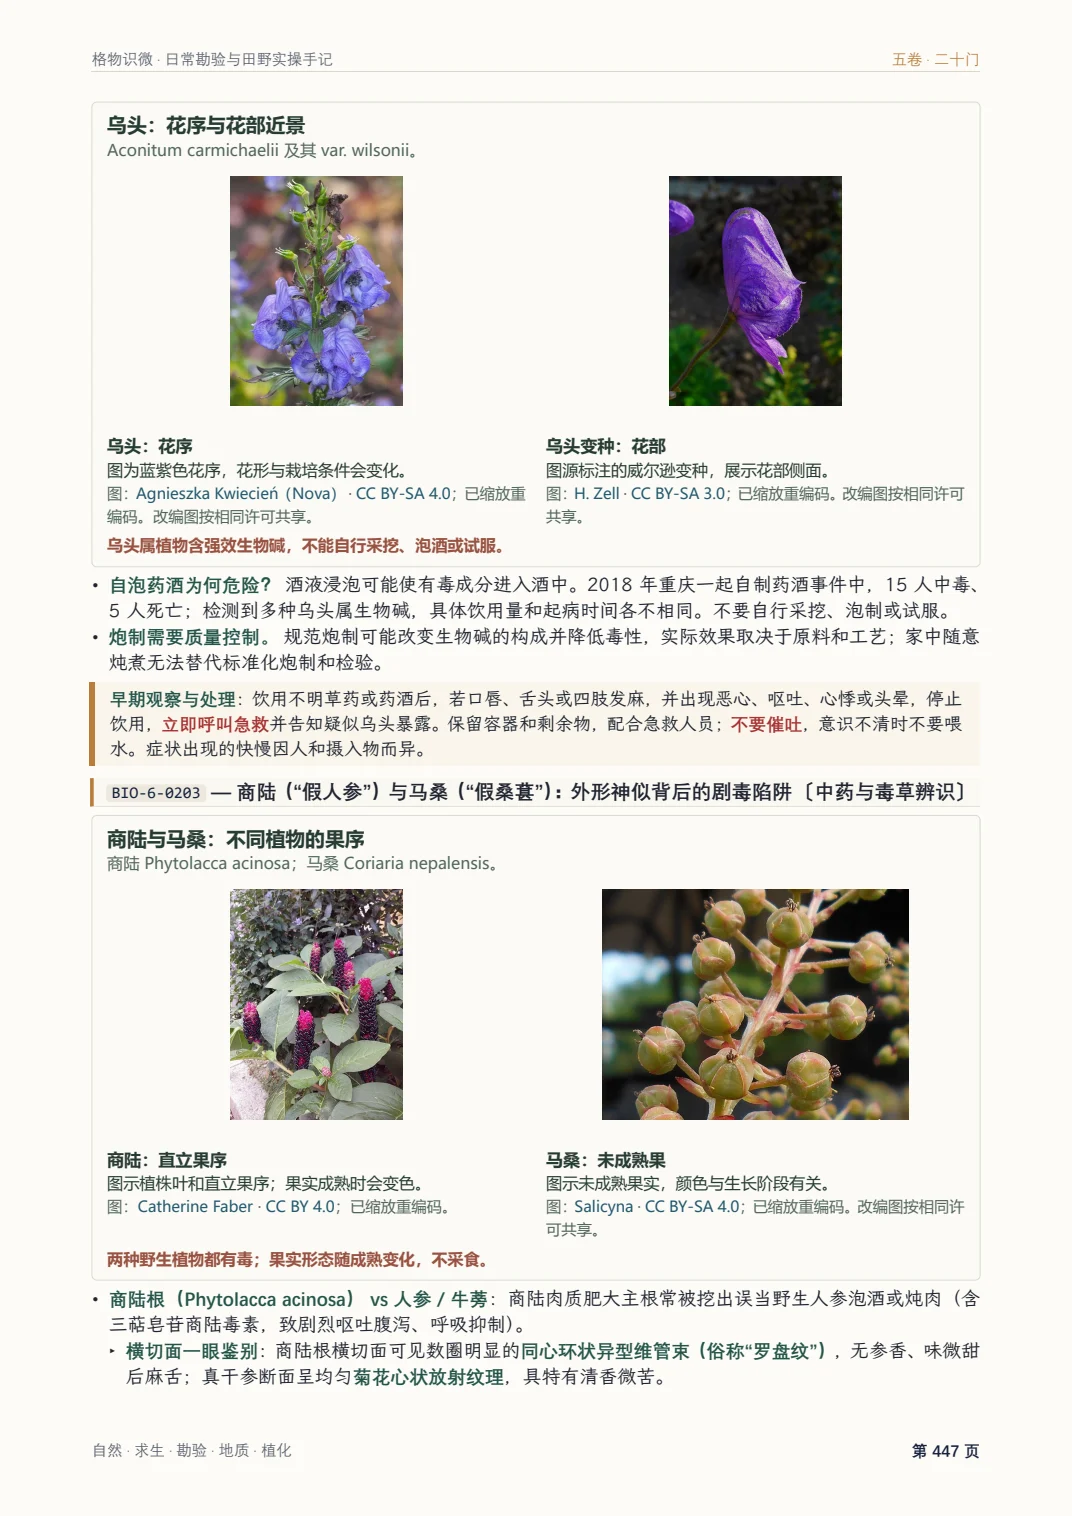 格物识微 · 日常勘验与田野实操手记
五卷 · 二十门
乌头：花序与花部近景
Aconitum carmichaelii 及其 var. wilsonii。
乌头：花序
图为蓝紫色花序，花形与栽培条件会变化。
图：Agnieszka Kwiecień（Nova） · CC BY-SA 4.0；已缩放重
编码。改编图按相同许可共享。
乌头变种：花部
图源标注的威尔逊变种，展示花部侧面。
图：H. Zell · CC BY-SA 3.0；已缩放重编码。改编图按相同许可
共享。
乌头属植物含强效生物碱，不能自行采挖、泡酒或试服。
• 自泡药酒为何危险？ 酒液浸泡可能使有毒成分进入酒中。2018 年重庆一起自制药酒事件中，15 人中毒、
5 人死亡；检测到多种乌头属生物碱，具体饮用量和起病时间各不相同。不要自行采挖、泡制或试服。
• 炮制需要质量控制。 规范炮制可能改变生物碱的构成并降低毒性，实际效果取决于原料和工艺；家中随意
炖煮无法替代标准化炮制和检验。
早期观察与处理：饮用不明草药或药酒后，若口唇、舌头或四肢发麻，并出现恶心、呕吐、心悸或头晕，停止
饮用，立即呼叫急救并告知疑似乌头暴露。保留容器和剩余物，配合急救人员；不要催吐，意识不清时不要喂
水。症状出现的快慢因人和摄入物而异。
BIO-6-0203 — 商陆（“假人参”）与马桑（“假桑葚”）：外形神似背后的剧毒陷阱〔中药与毒草辨识〕
商陆与马桑：不同植物的果序
商陆 Phytolacca acinosa；马桑 Coriaria nepalensis。
商陆：直立果序
图示植株叶和直立果序；果实成熟时会变色。
图：Catherine Faber · CC BY 4.0；已缩放重编码。
马桑：未成熟果
图示未成熟果实，颜色与生长阶段有关。
图：Salicyna · CC BY-SA 4.0；已缩放重编码。改编图按相同许
可共享。
两种野生植物都有毒；果实形态随成熟变化，不采食。
• 商陆根（Phytolacca acinosa） vs 人参 / 牛蒡：商陆肉质肥大主根常被挖出误当野生人参泡酒或炖肉（含
三萜皂苷商陆毒素，致剧烈呕吐腹泻、呼吸抑制）。
‣ 横切面一眼鉴别：商陆根横切面可见数圈明显的同心环状异型维管束（俗称“罗盘纹”），无参香、味微甜
后麻舌；真干参断面呈均匀菊花心状放射纹理，具特有清香微苦。
自然 · 求生 · 勘验 · 地质 · 植化
第 447 页